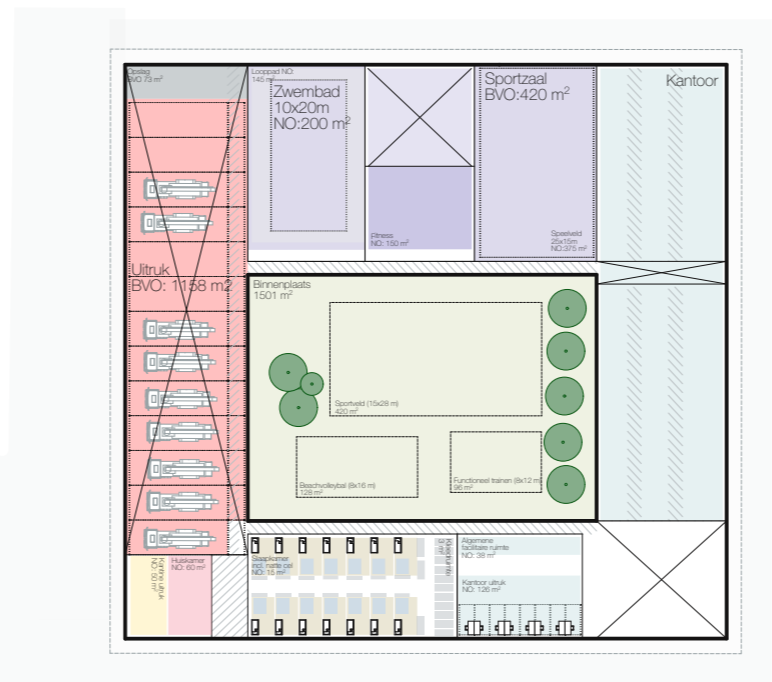 Opslag
BVO 73 m²
Looppad NO:
145 m²
Zwembad
10x20m
NO:200 m²
Sportzaal
BVO:420 m²
Kantoor
Fitness
NO: 150 m²
Speelveld
25x15m
NO:375 m²
Uitruk
BVO: 1158 m2
Binnenplaats
1501 m²
Sportveld (15x28 m)
420 m²
Beachvolleybal (8x16 m)
128 m²
Functioneel trainen (8x12 m)
96 m²
Kantine uitruk
NO: 50 m²
Huiskamer
NO: 60 m²
Slaapkamer
incl. natte cel
NO: 15 m²
Algemene
facilitaire ruimte
NO: 38 m²
Kantoor uitruk
NO: 126 m²